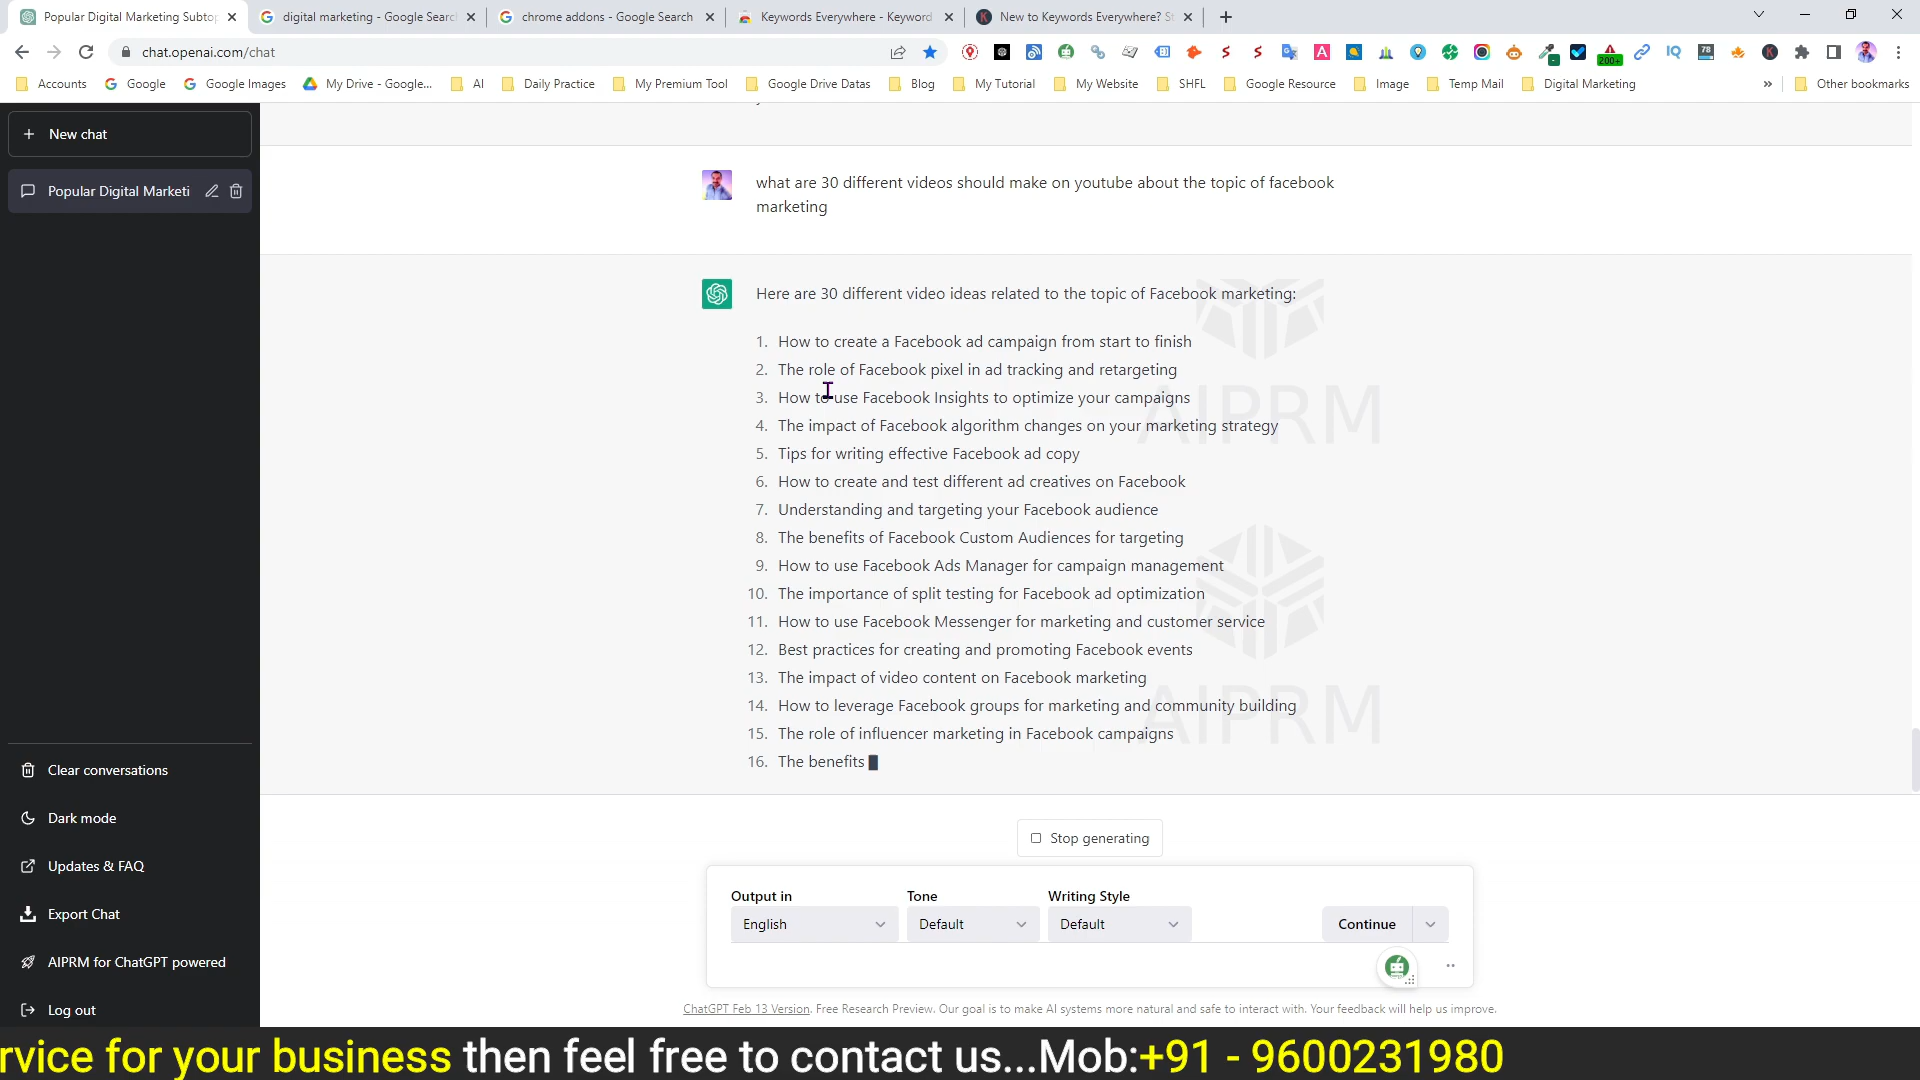 Popular Digital Marketing Subto
digital marketing - Google Searc
chrome addons - Google Search
Keywords Everywhere - Keyword
New to Keywords Everywhere? St
chat.openai.com/chat
200+
78
Accounts
Google
Google Images
My Drive - Google...
AI
Daily Practice
My Premium Tool
Google Drive Datas
Blog
My Tutorial
My Website
SHFL
Google Resource
Image
Temp Mail
Digital Marketing
»
Other bookmarks
+ New chat
Popular Digital Marketi
what are 30 different videos should make on youtube about the topic of facebook
marketing
Here are 30 different video ideas related to the topic of Facebook marketing:
1. How to create a Facebook ad campaign from start to finish
2. The role of Facebook pixel in ad tracking and retargeting
3. How to use Facebook Insights to optimize your campaigns
4. The impact of Facebook algorithm changes on your marketing strategy
5. Tips for writing effective Facebook ad copy
6. How to create and test different ad creatives on Facebook
7. Understanding and targeting your Facebook audience
8. The benefits of Facebook Custom Audiences for targeting
9. How to use Facebook Ads Manager for campaign management
10. The importance of split testing for Facebook ad optimization
11. How to use Facebook Messenger for marketing and customer service
12. Best practices for creating and promoting Facebook events
13. The impact of video content on Facebook marketing
14. How to leverage Facebook groups for marketing and community building
15. The role of influencer marketing in Facebook campaigns
16. The benefits
AIPRM
AIPRM
Clear conversations
Dark mode
Updates & FAQ
Export Chat
AIPRM for ChatGPT powered
Log out
Stop generating
Output in
Tone
Writing Style
English
Default
Default
Continue
ChatGPT Feb 13 Version. Free Research Preview. Our goal is to make AI systems more natural and safe to interact with. Your feedback will help us improve.
rvice for your business then feel free to contact us...Mob:+91 - 9600231980